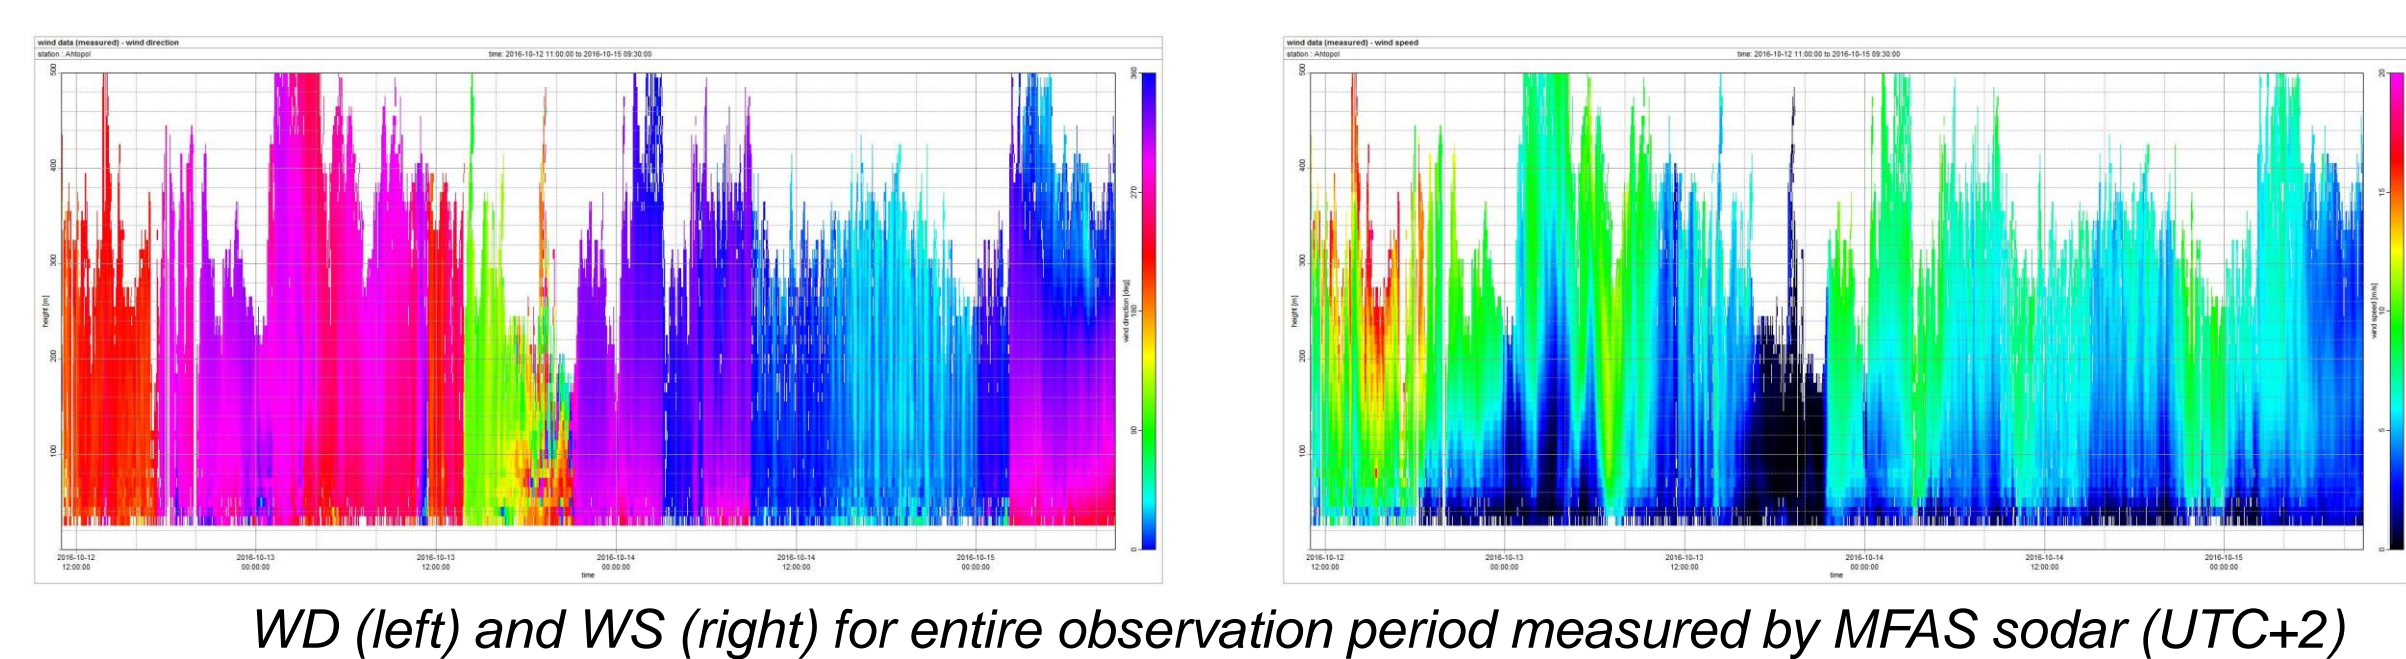 wind data (measured) - wind direction
station : Ahtopol
time: 2016-10-12 11:00:00 to 2016-10-15 09:30:00
500
400
300
200
100
height [m]
2016-10-12 12:00:00
2016-10-13 00:00:00
2016-10-13 12:00:00
2016-10-14 00:00:00
2016-10-14 12:00:00
2016-10-15 00:00:00
time
360
270
180
90
0
wind direction [deg]
wind data (measured) - wind speed
station : Ahtopol
time: 2016-10-12 11:00:00 to 2016-10-15 09:30:00
500
400
300
200
100
height [m]
2016-10-12 12:00:00
2016-10-13 00:00:00
2016-10-13 12:00:00
2016-10-14 00:00:00
2016-10-14 12:00:00
2016-10-15 00:00:00
time
20
15
10
5
0
wind speed [m/s]
WD (left) and WS (right) for entire observation period measured by MFAS sodar (UTC+2)